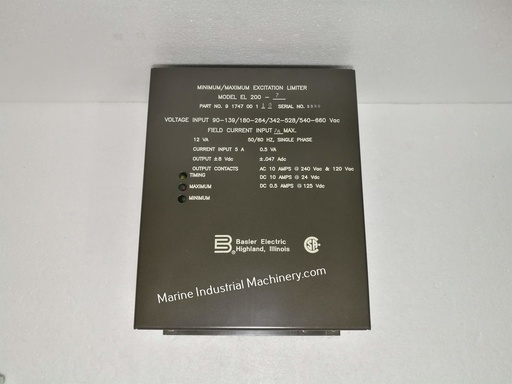 MINIMUM/MAXIMUM EXCITATION LIMITER
MODEL EL 200 - 7
PART NO. 9 1747 00 1 SERIAL NO.
VOLTAGE INPUT 90-139/180-264/342-528/540-660 Vac
FIELD CURRENT INPUT MAX.
12 VA 50/60 HZ, SINGLE PHASE
CURRENT INPUT 5 A 0.5 VA
OUTPUT ±6 Vdc ±.047 Adc
OUTPUT CONTACTS AC 10 AMPS @ 240 Vac & 120 Vac
TIMING DC 10 AMPS @ 24 Vdc
MAXIMUM DC 0.5 AMPS @ 125 Vdc
MINIMUM
Basler Electric
Highland, Illinois
Marine Industrial Machinery.com